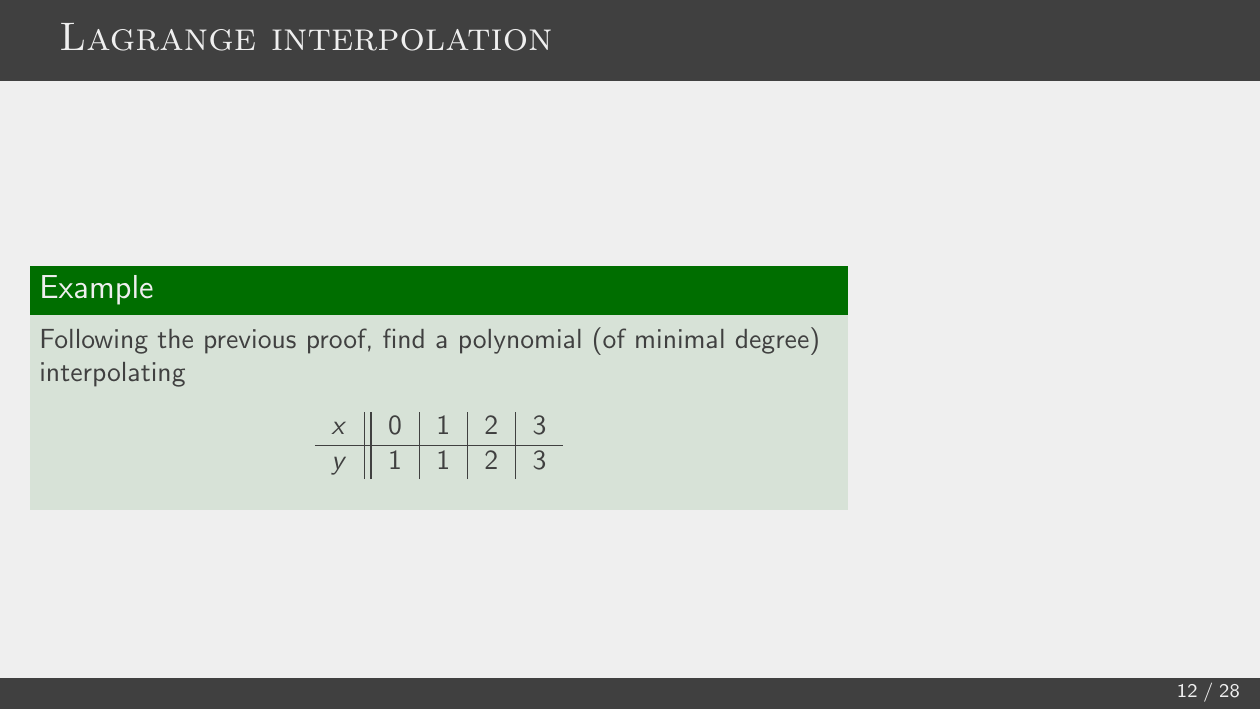 Lagrange interpolation
Example
Following the previous proof, find a polynomial (of minimal degree)
interpolating
x 0 1 2 3
y 1 1 2 3
12 / 28